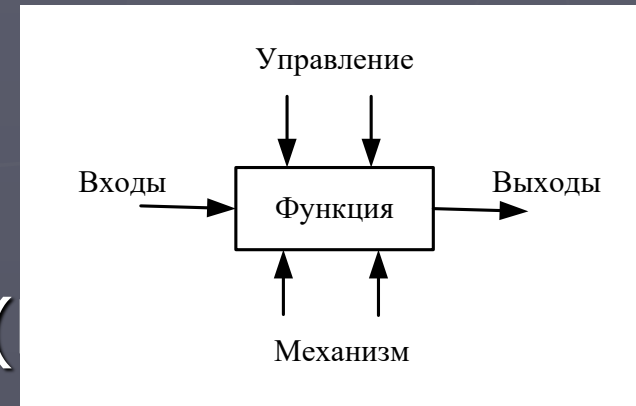 Управление
Входы
Функция
Выходы
(
Механизм